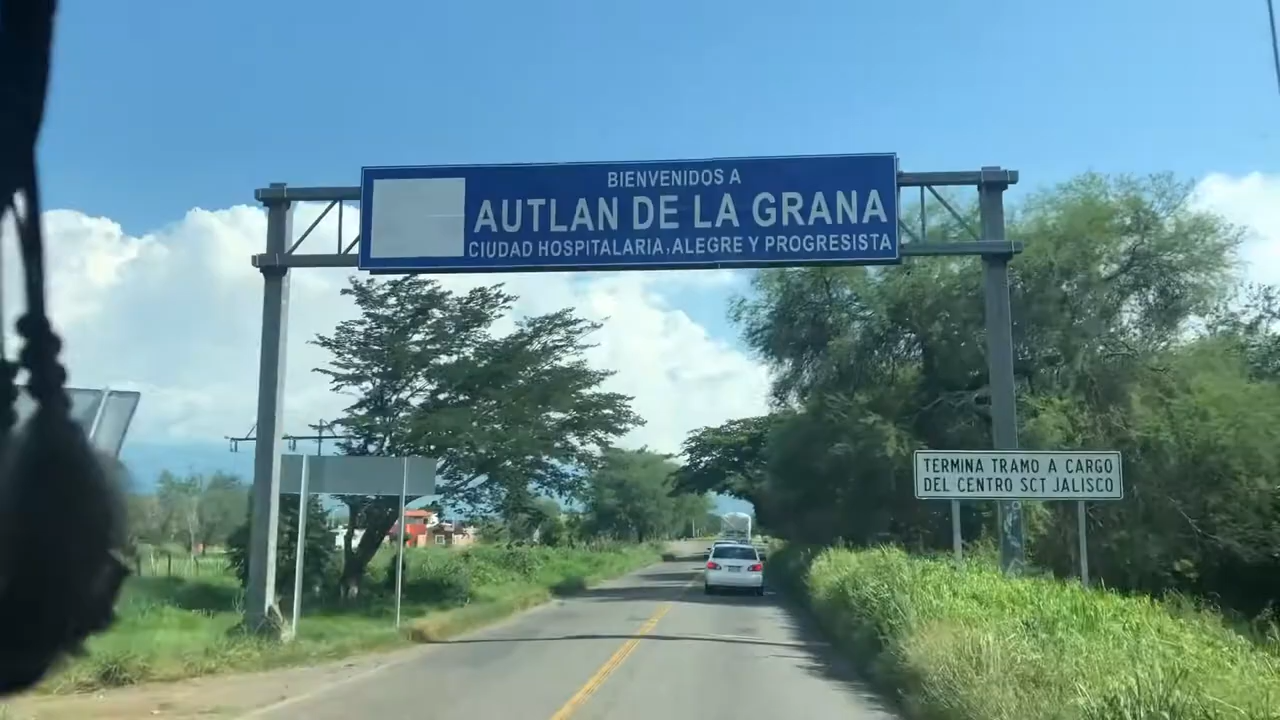 BIENVENIDOS A
AUTLAN DE LA GRANA
CIUDAD HOSPITALARIA, ALEGRE Y PROGRESISTA
TERMINA TRAMO A CARGO
DEL CENTRO SCT JALISCO